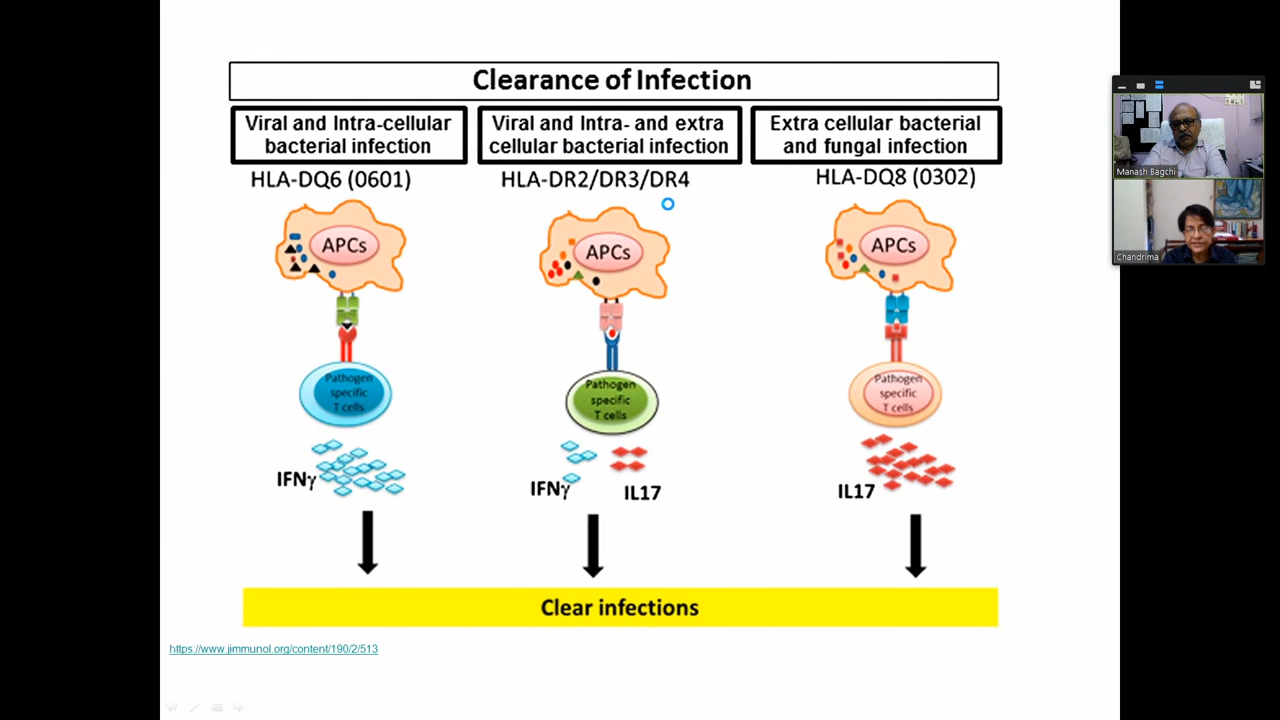 Clearance of Infection
Viral and Intra-cellular
bacterial infection
Viral and Intra- and extra
cellular bacterial infection
Extra cellular bacterial
and fungal infection
HLA-DQ6 (0601)
HLA-DR2/DR3/DR4
HLA-DQ8 (0302)
APCs
APCs
APCs
Pathogen
specific
T cells
Pathogen
specific
T cells
Pathogen
specific
T cells
IFNγ
IFNγ
IL17
IL17
Clear infections
https://www.jimmunol.org/content/190/2/513
Manash Bagchi
Chandrima